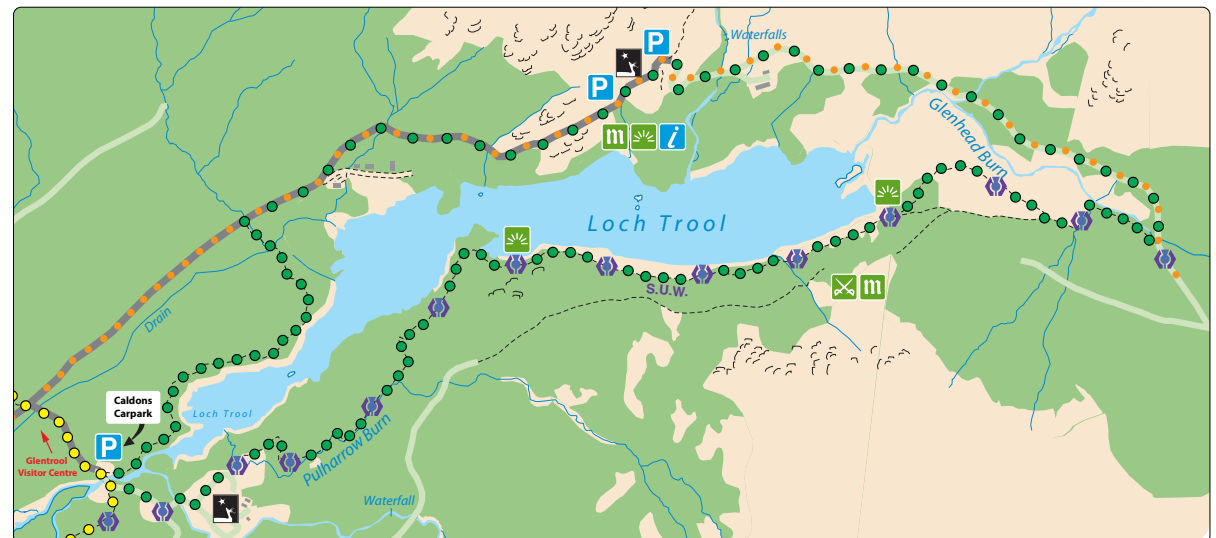 P
Waterfalls
P
m
i
Glenhead Burn
Loch Trool
S.U.W.
m
Drain
Caldons
Carpark
Loch Trool
P
Glentrool
Visitor Centre
Pulharrow Burn
Waterfall